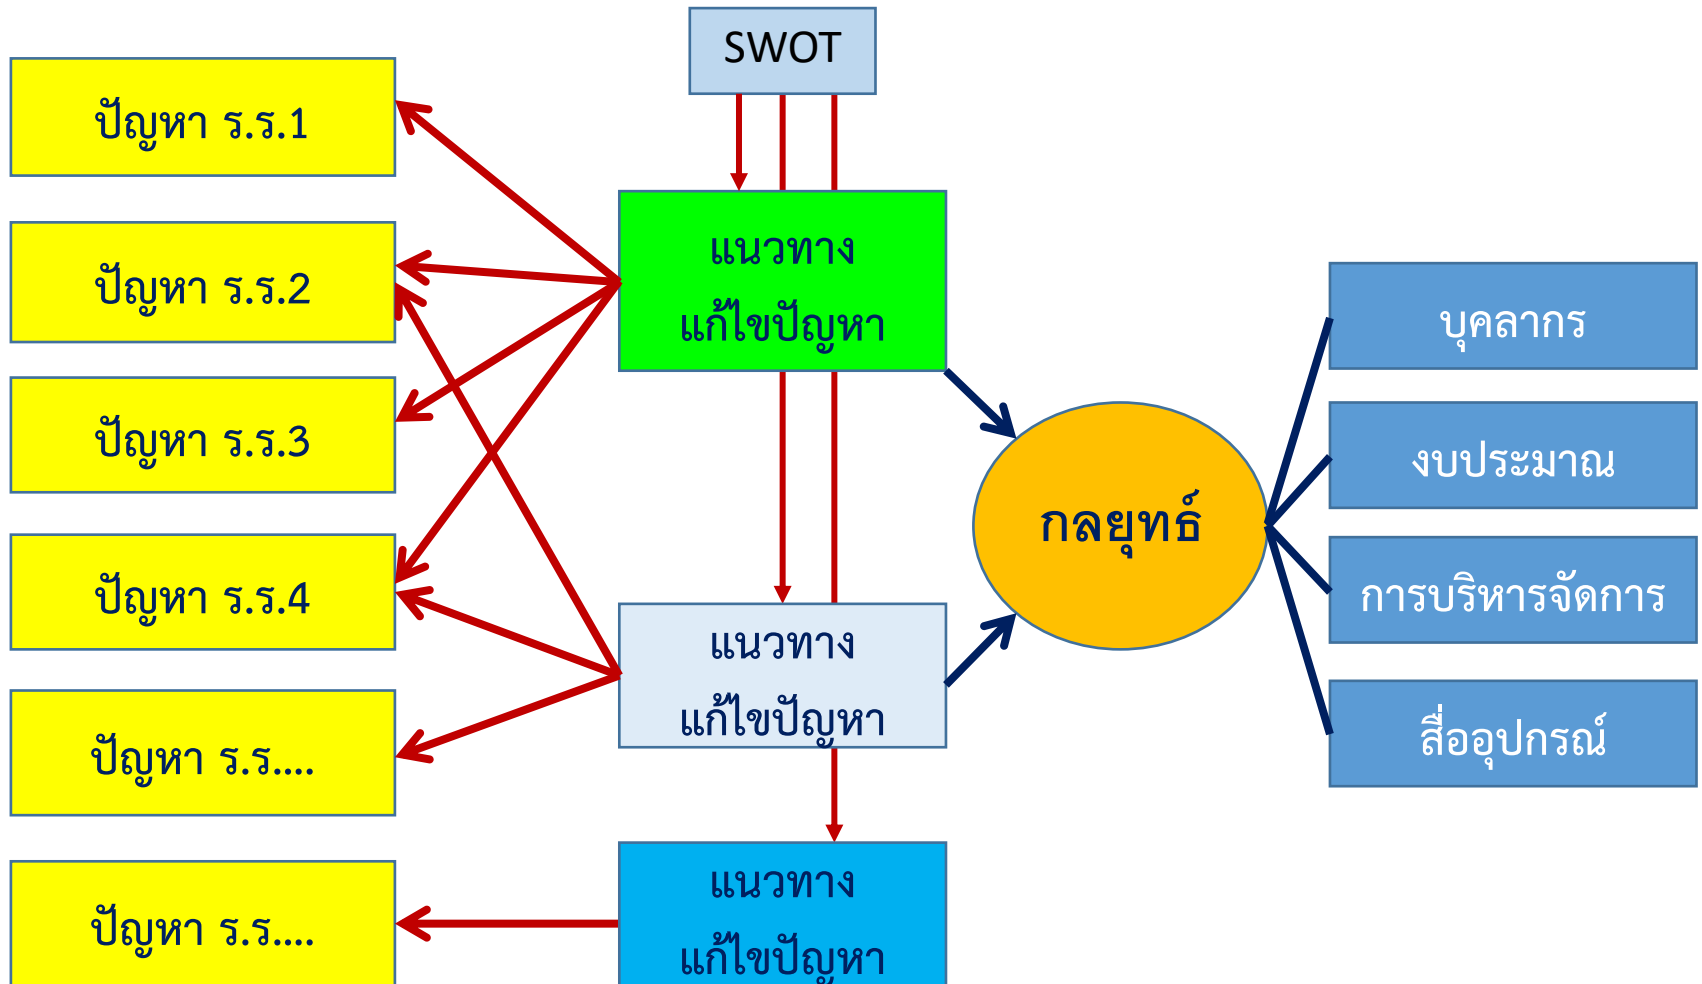 SWOT
ปัญหา ร.ร.1
ปัญหา ร.ร.2
ปัญหา ร.ร.3
ปัญหา ร.ร.4
ปัญหา ร.ร....
ปัญหา ร.ร....
แนวทาง
แก้ไขปัญหา
แนวทาง
แก้ไขปัญหา
แนวทาง
แก้ไขปัญหา
กลยุทธ์
บุคลากร
งบประมาณ
การบริหารจัดการ
สื่ออุปกรณ์